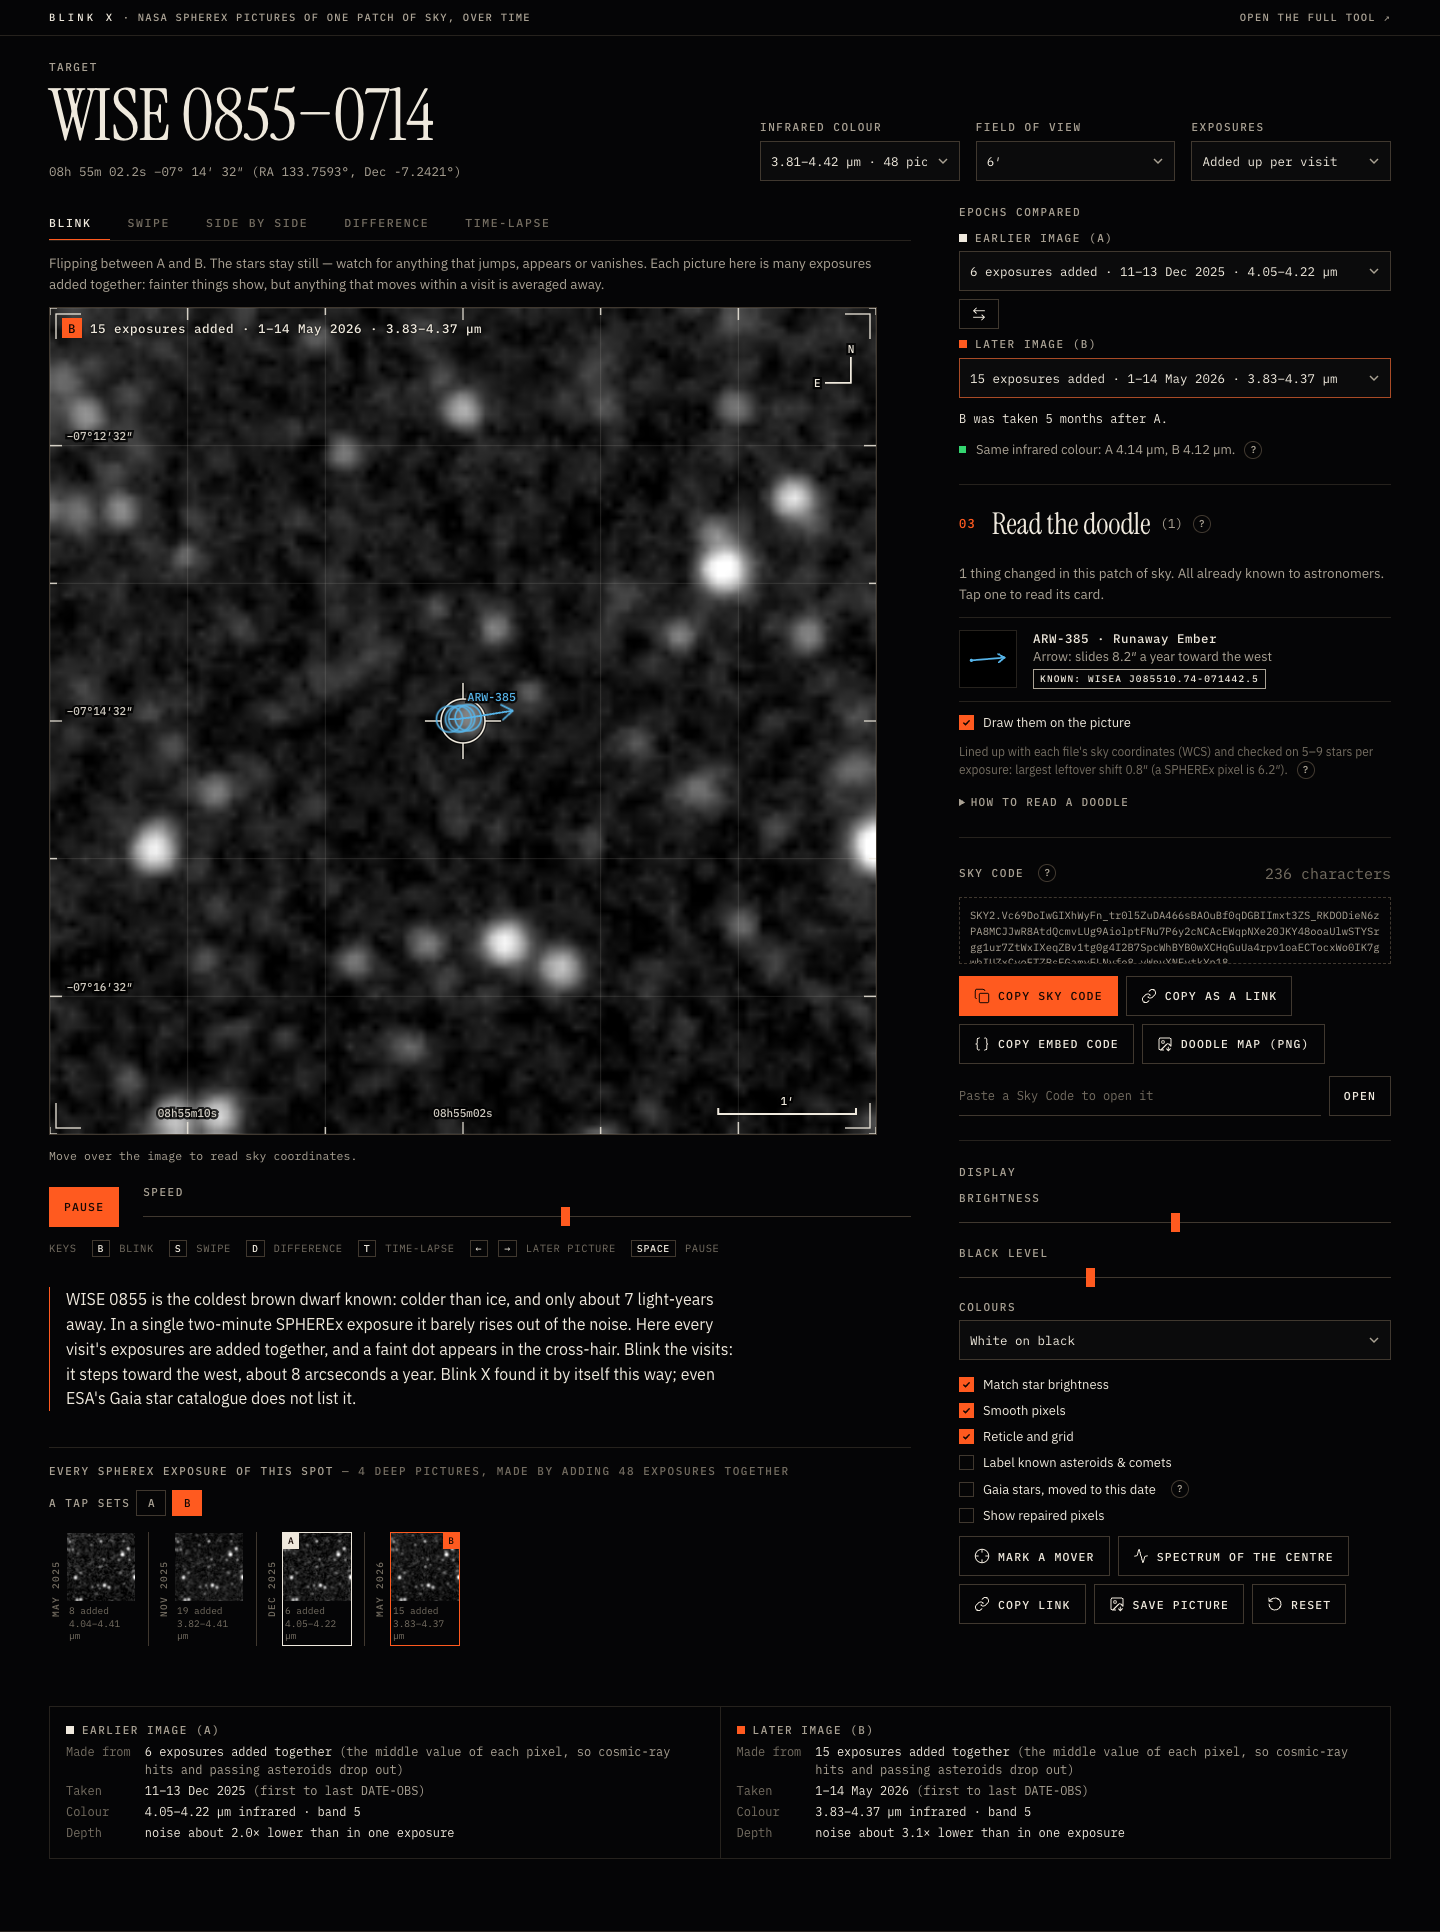 BLINK X · NASA SPHEREX PICTURES OF ONE PATCH OF SKY, OVER TIME
OPEN THE FULL TOOL ↗
TARGET
WISE 0855−0714
08h 55m 02.2s −07° 14′ 32″ (RA 133.7593°, Dec -7.2421°)
INFRARED COLOUR
3.81–4.42 µm · 48 pic
FIELD OF VIEW
6′
EXPOSURES
Added up per visit
BLINK SWIPE SIDE BY SIDE DIFFERENCE TIME-LAPSE
Flipping between A and B. The stars stay still — watch for anything that jumps, appears or vanishes. Each picture here is many exposures
added together: fainter things show, but anything that moves within a visit is averaged away.
B 15 exposures added · 1–14 May 2026 · 3.83–4.37 µm
N
E
−07°12′32″
ARW-385
−07°14′32″
−07°16′32″
08h55m10s
08h55m02s
1′
Move over the image to read sky coordinates.
PAUSE
SPEED
KEYS B BLINK S SWIPE D DIFFERENCE T TIME-LAPSE ← → LATER PICTURE SPACE PAUSE
WISE 0855 is the coldest brown dwarf known: colder than ice, and only about 7 light-years
away. In a single two-minute SPHEREx exposure it barely rises out of the noise. Here every
visit's exposures are added together, and a faint dot appears in the cross-hair. Blink the visits:
it steps toward the west, about 8 arcseconds a year. Blink X found it by itself this way; even
ESA's Gaia star catalogue does not list it.
EVERY SPHEREX EXPOSURE OF THIS SPOT — 4 DEEP PICTURES, MADE BY ADDING 48 EXPOSURES TOGETHER
A TAP SETS A B
MAY 2025
8 added
4.04–4.41
µm
NOV 2025
19 added
3.82–4.41
µm
DEC 2025
A
6 added
4.05–4.22
µm
MAY 2026
B
15 added
3.83–4.37
µm
EPOCHS COMPARED
EARLIER IMAGE (A)
6 exposures added · 11–13 Dec 2025 · 4.05–4.22 µm
LATER IMAGE (B)
15 exposures added · 1–14 May 2026 · 3.83–4.37 µm
B was taken 5 months after A.
Same infrared colour: A 4.14 µm, B 4.12 µm. ?
03 Read the doodle (1) ?
1 thing changed in this patch of sky. All already known to astronomers.
Tap one to read its card.
ARW-385 · Runaway Ember
Arrow: slides 8.2″ a year toward the west
KNOWN: WISEA J085510.74-071442.5
Draw them on the picture
Lined up with each file's sky coordinates (WCS) and checked on 5–9 stars per
exposure: largest leftover shift 0.8″ (a SPHEREx pixel is 6.2″). ?
HOW TO READ A DOODLE
SKY CODE ?
236 characters
SKY2.Vc69DoIwGIXhWyFn_tr0l5ZuDA466sBAOuBf0qDGBIImxt3ZS_RKDODieN6z
PA8MCJJwR8AtdQcmvLUg9AiolptFNu7P6y2cNCAcEWqpNXe20JKY48ooaUlwSTYSr
gg1ur7ZtWxIXeqZBv1tg0g4I2B7SpcWhBYB0wXCHqGuUa4rpv1oaECTocxWo0IK7g
COPY SKY CODE
COPY AS A LINK
COPY EMBED CODE
DOODLE MAP (PNG)
Paste a Sky Code to open it
OPEN
DISPLAY
BRIGHTNESS
BLACK LEVEL
COLOURS
White on black
Match star brightness
Smooth pixels
Reticle and grid
Label known asteroids & comets
Gaia stars, moved to this date ?
Show repaired pixels
MARK A MOVER
SPECTRUM OF THE CENTRE
COPY LINK
SAVE PICTURE
RESET
EARLIER IMAGE (A)
Made from 6 exposures added together (the middle value of each pixel, so cosmic-ray
hits and passing asteroids drop out)
Taken 11–13 Dec 2025 (first to last DATE-OBS)
Colour 4.05–4.22 µm infrared · band 5
Depth noise about 2.0× lower than in one exposure
LATER IMAGE (B)
Made from 15 exposures added together (the middle value of each pixel, so cosmic-ray
hits and passing asteroids drop out)
Taken 1–14 May 2026 (first to last DATE-OBS)
Colour 3.83–4.37 µm infrared · band 5
Depth noise about 3.1× lower than in one exposure